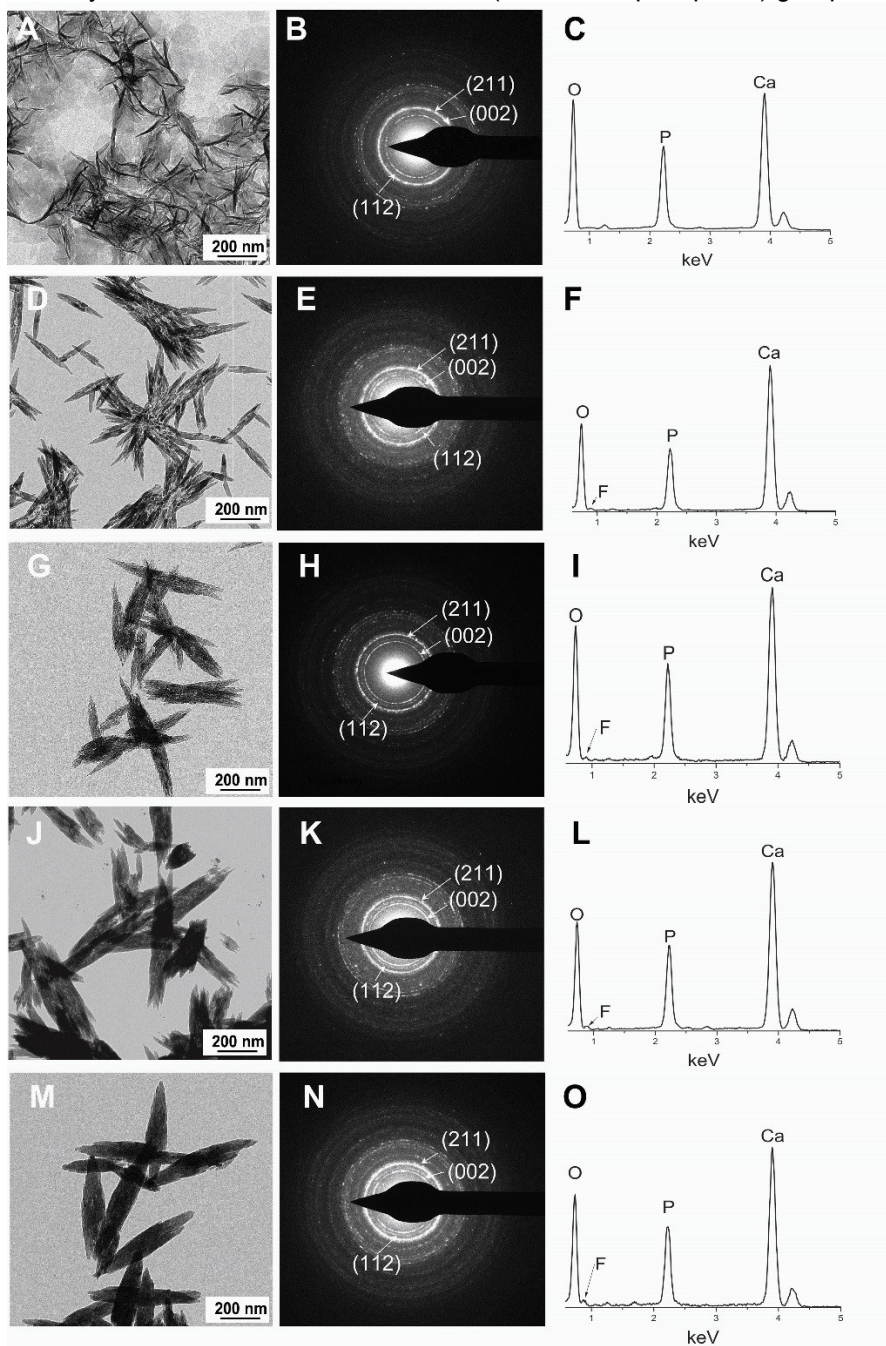 A
B
C
(211)
(002)
(112)
200 nm
O
P
Ca
1 2 3 4 5
keV
D
E
F
(211)
(002)
(112)
200 nm
O
F
P
Ca
1 2 3 4 5
keV
G
H
I
(211)
(002)
(112)
200 nm
O
F
P
Ca
1 2 3 4 5
keV
J
K
L
(211)
(002)
(112)
200 nm
O
F
P
Ca
1 2 3 4 5
keV
M
N
O
(211)
(002)
(112)
200 nm
O
F
P
Ca
1 2 3 4 5
keV